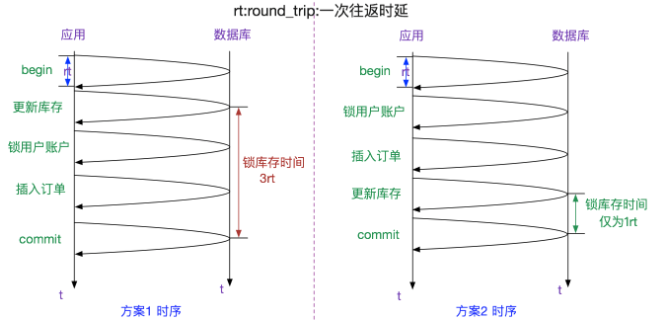 rt:round_trip:一次往返时延
应用
数据库
begin
rt
更新库存
锁用户账户
插入订单
commit
锁库存时间
3rt
t
t
方案1 时序
应用
数据库
begin
rt
锁用户账户
插入订单
更新库存
commit
锁库存时间
仅为1rt
t
t
方案2 时序